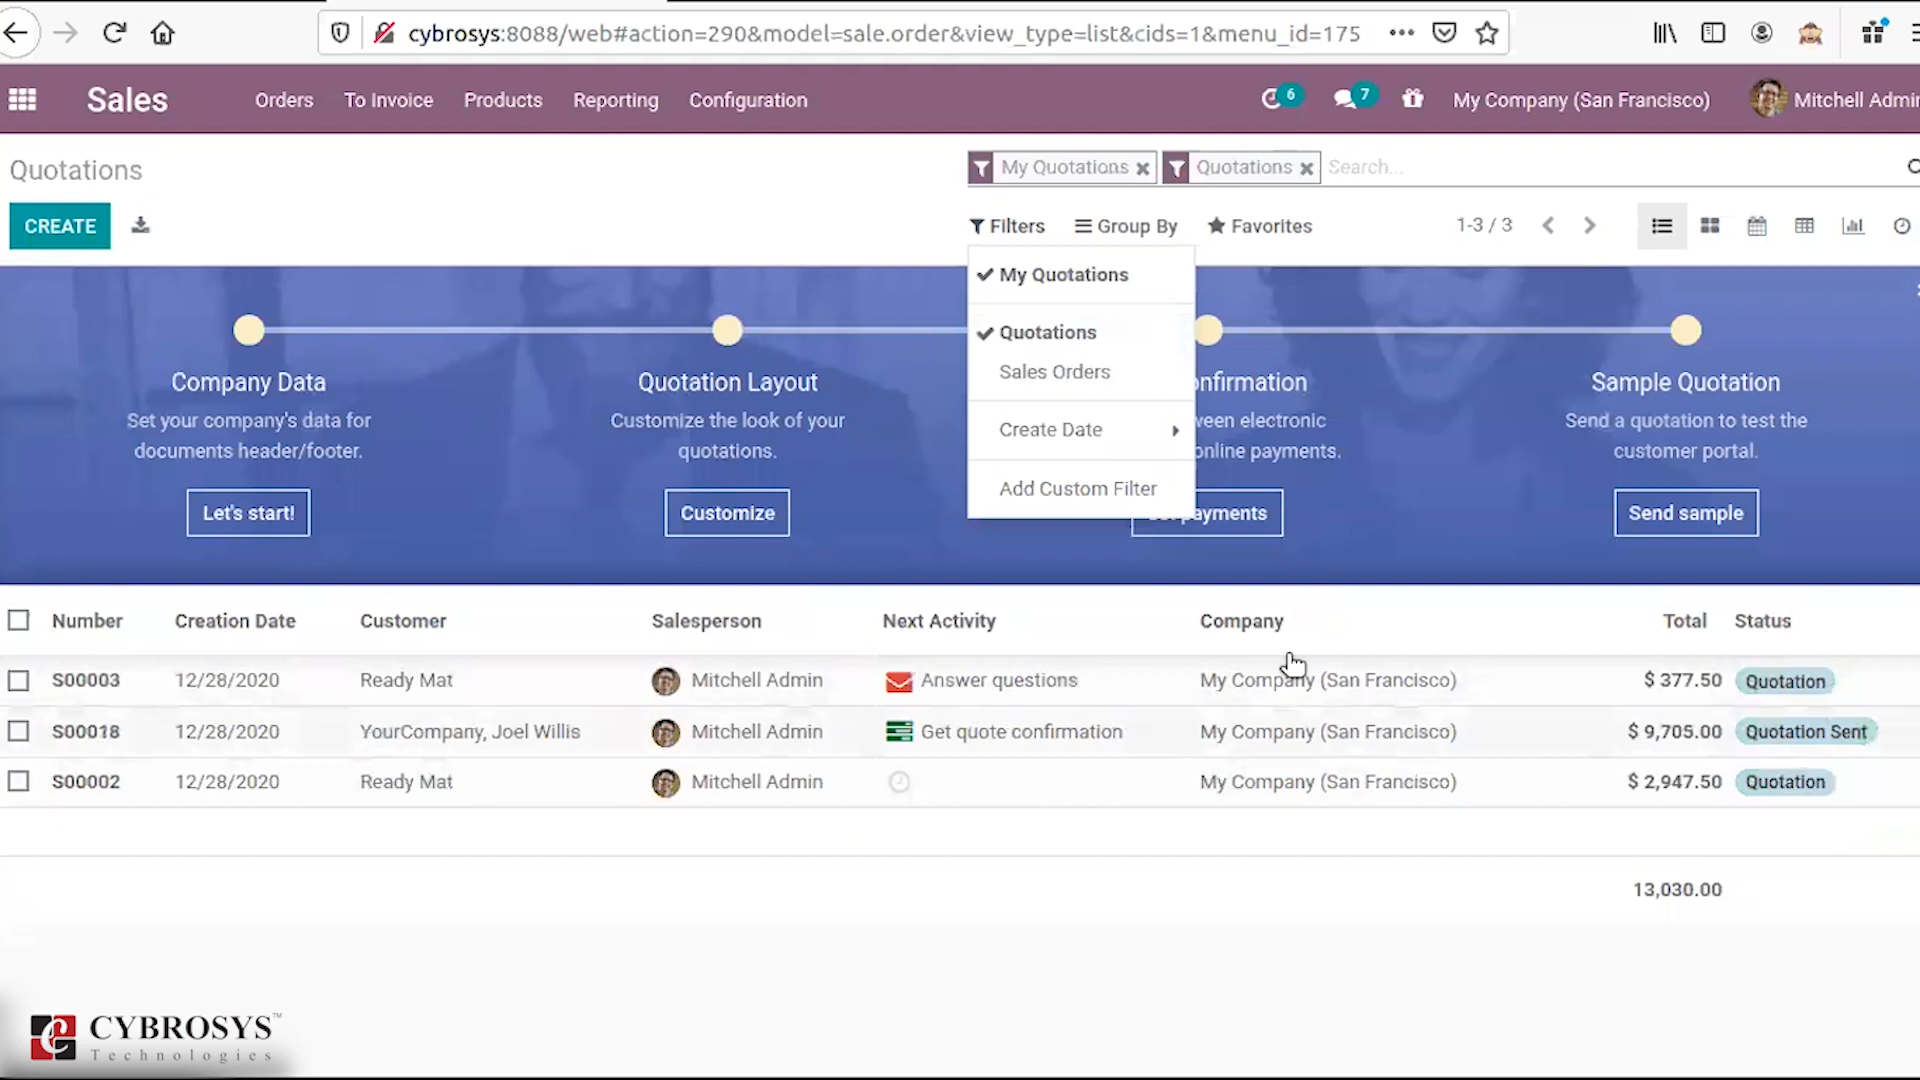 cybrosys:8088/web#action=290&model=sale.order&view_type=list&cids=1&menu_id=175
Sales Orders To Invoice Products Reporting Configuration 6 7 My Company (San Francisco) Mitchell Admin
Quotations My Quotations Quotations Search...
CREATE Filters Group By Favorites 1-3 / 3
My Quotations
Quotations
Sales Orders
Create Date
Add Custom Filter
Company Data
Set your company's data for
documents header/footer.
Let's start!
Quotation Layout
Customize the look of your
quotations.
Customize
onfirmation
een electronic
online payments.
payments
Sample Quotation
Send a quotation to test the
customer portal.
Send sample
Number Creation Date Customer Salesperson Next Activity Company Total Status
S00003 12/28/2020 Ready Mat Mitchell Admin Answer questions My Company (San Francisco) $ 377.50 Quotation
S00018 12/28/2020 YourCompany, Joel Willis Mitchell Admin Get quote confirmation My Company (San Francisco) $ 9,705.00 Quotation Sent
S00002 12/28/2020 Ready Mat Mitchell Admin My Company (San Francisco) $ 2,947.50 Quotation
13,030.00
CYBROSYS™
Technologies